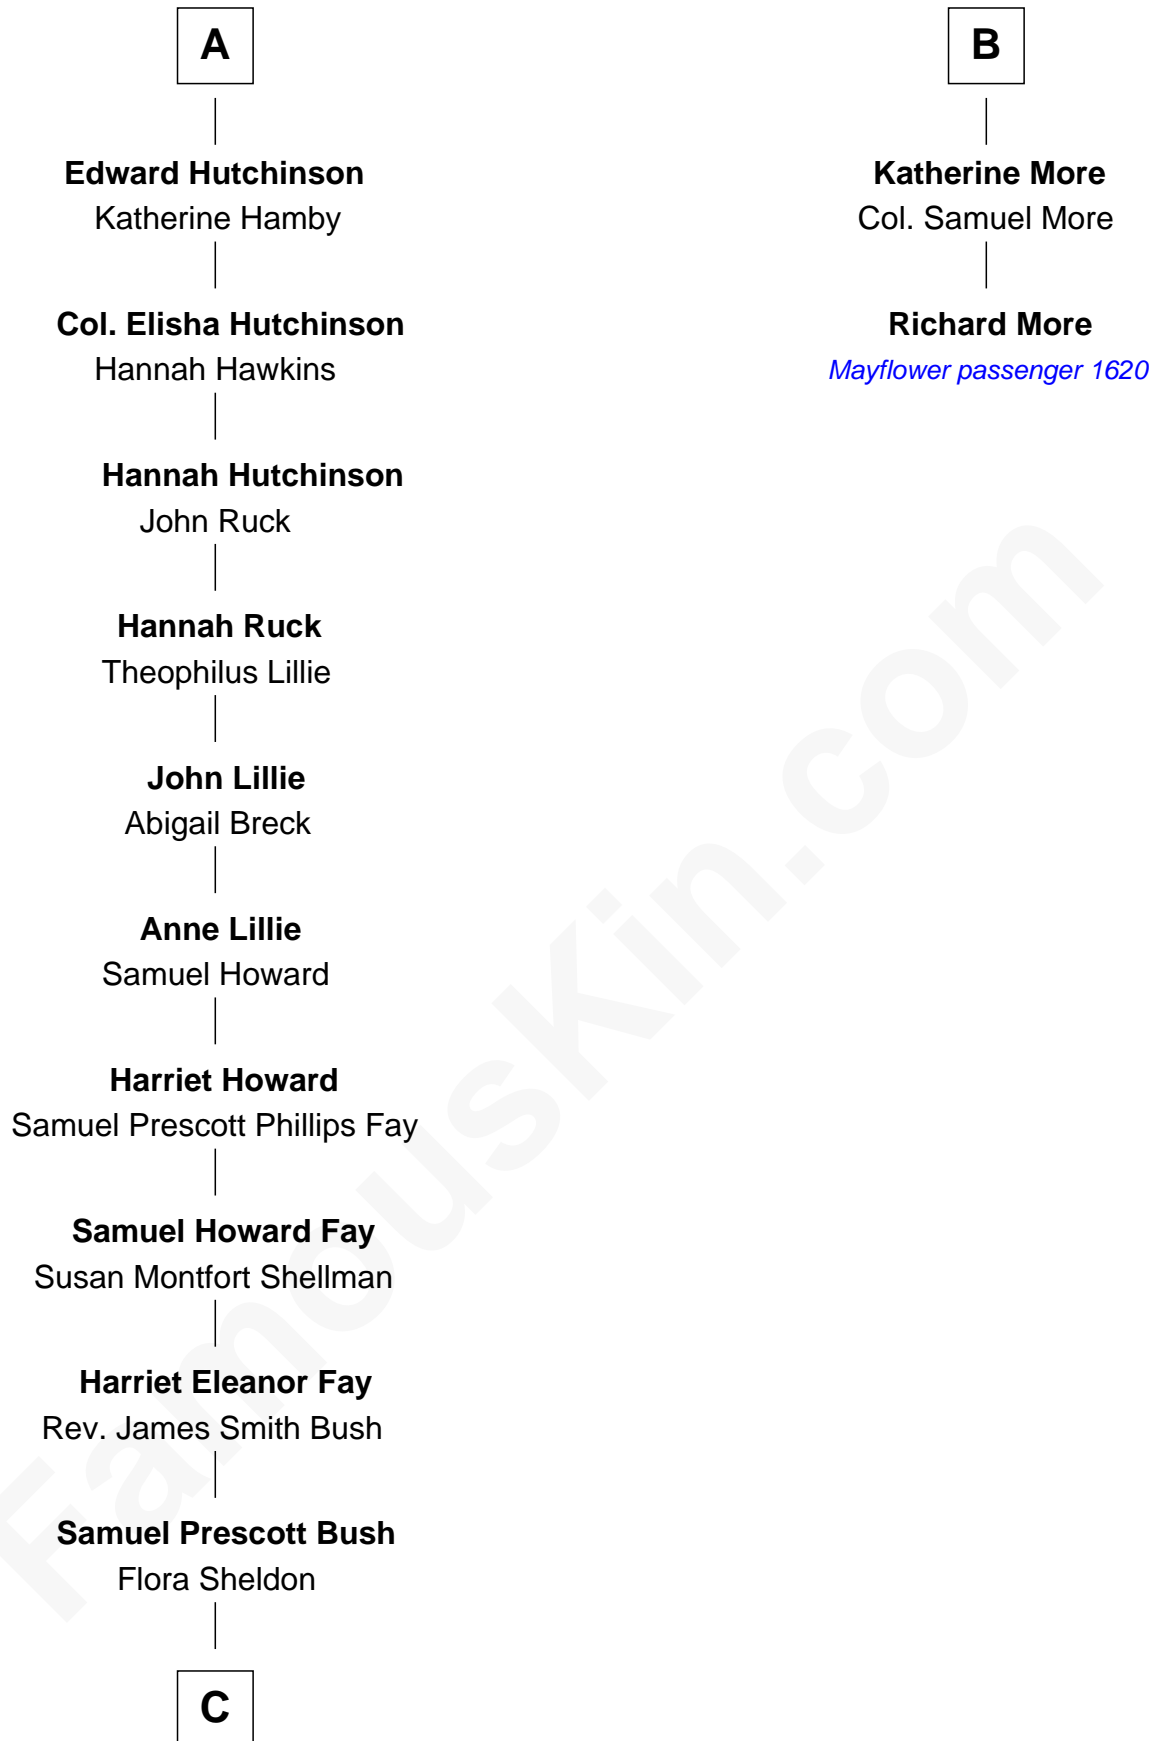 A
Edward Hutchinson
Katherine Hamby
Col. Elisha Hutchinson
Hannah Hawkins
Hannah Hutchinson
John Ruck
Hannah Ruck
Theophilus Lillie
John Lillie
Abigail Breck
Anne Lillie
Samuel Howard
Harriet Howard
Samuel Prescott Phillips Fay
Samuel Howard Fay
Susan Montfort Shellman
Harriet Eleanor Fay
Rev. James Smith Bush
Samuel Prescott Bush
Flora Sheldon
C
B
Katherine More
Col. Samuel More
Richard More
Mayflower passenger 1620
FamousKin.com